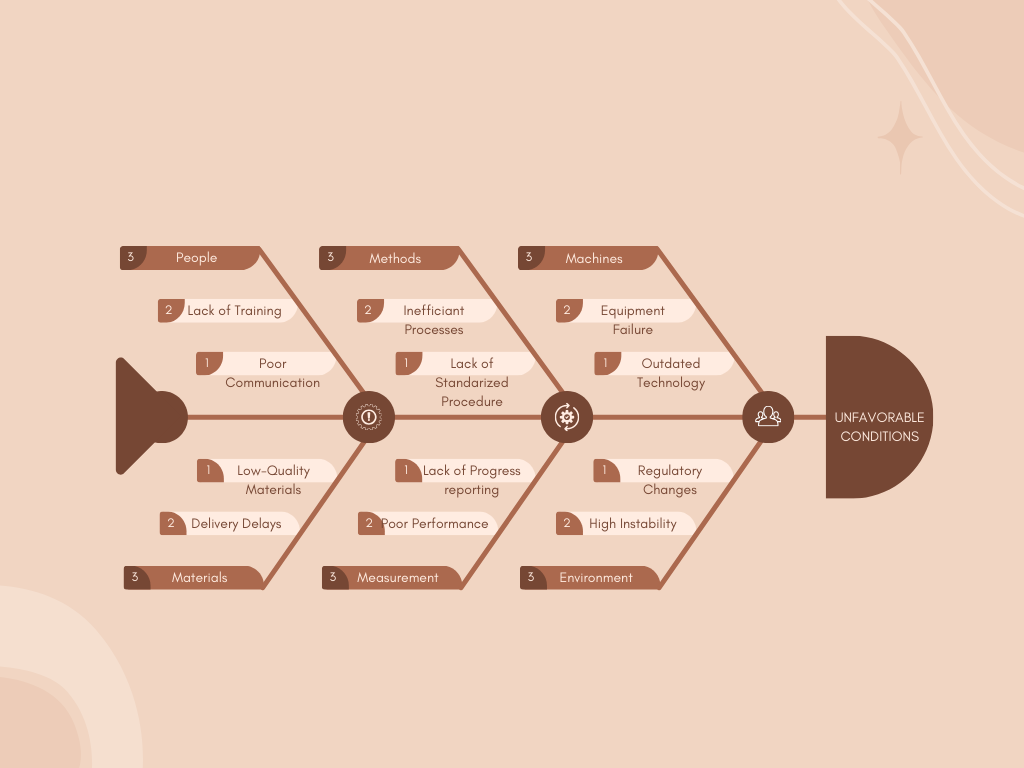 3 People
3 Methods
3 Machines
2 Lack of Training
2 Inefficiant
Processes
2 Equipment
Failure
1 Poor
Communication
1 Lack of
Standarized
Procedure
1 Outdated
Technology
UNFAVORABLE
CONDITIONS
1 Low-Quality
Materials
1 Lack of Progress
reporting
1 Regulatory
Changes
2 Delivery Delays
2 Poor Performance
2 High Instability
3 Materials
3 Measurement
3 Environment